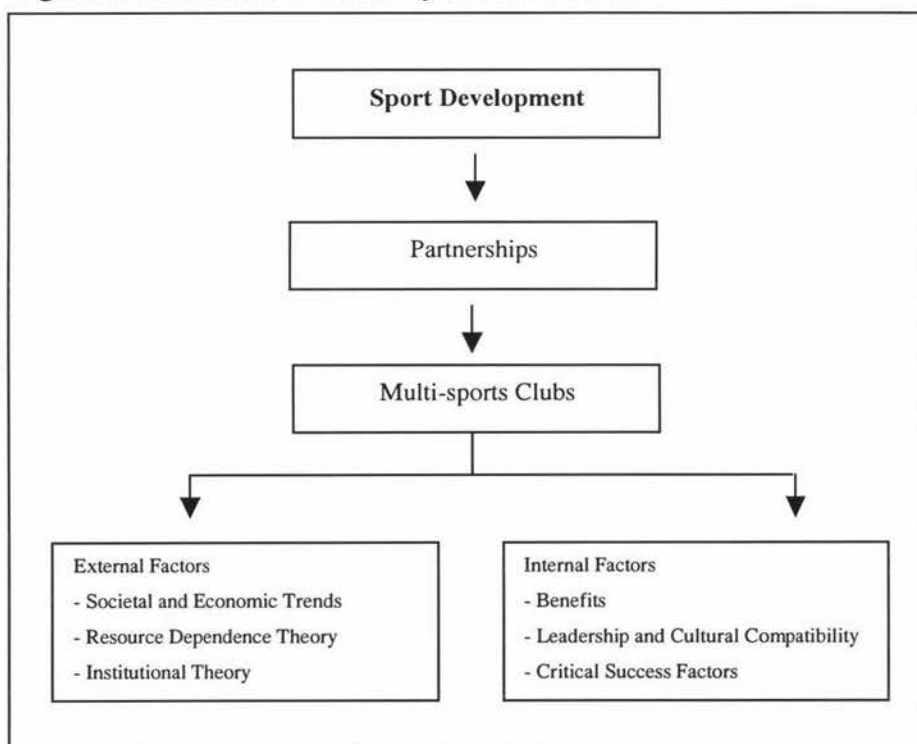 Sport Development
Partnerships
Multi-sports Clubs
External Factors
- Societal and Economic Trends
- Resource Dependence Theory
- Institutional Theory
Internal Factors
- Benefits
- Leadership and Cultural Compatibility
- Critical Success Factors